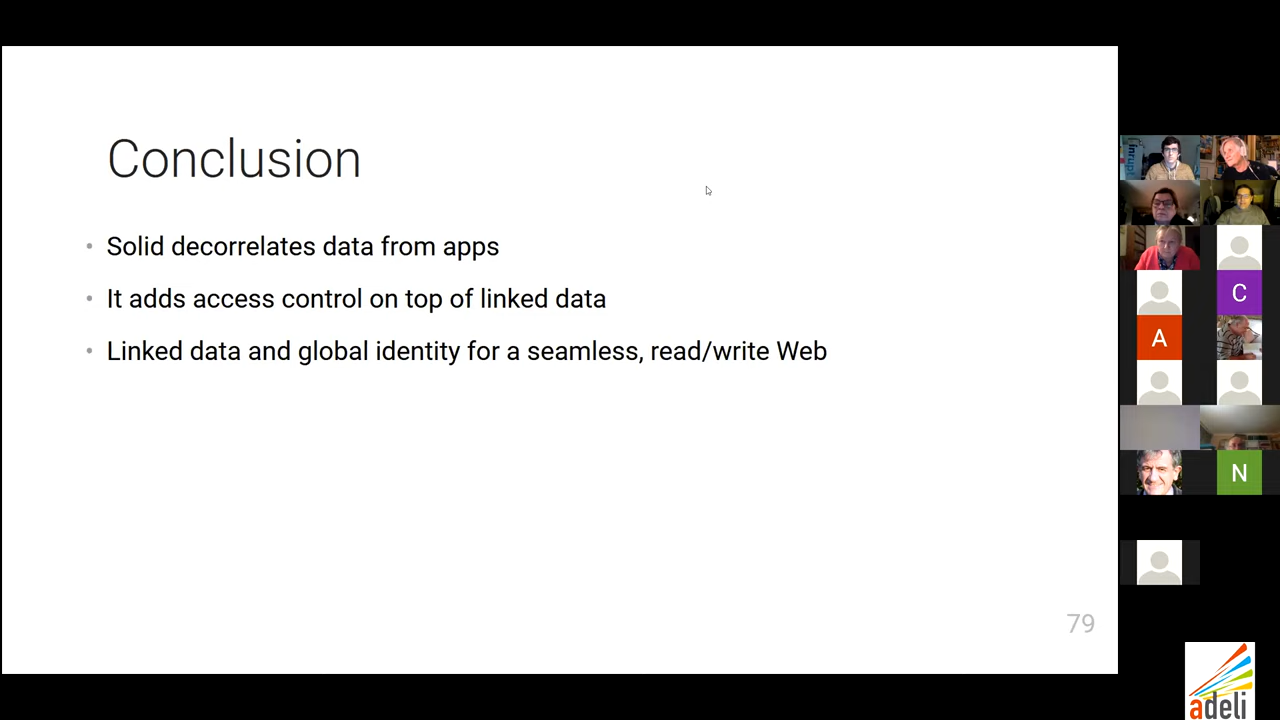 Conclusion
• Solid decorrelates data from apps
• It adds access control on top of linked data
• Linked data and global identity for a seamless, read/write Web
79
inrupt
C
A
N
adeli